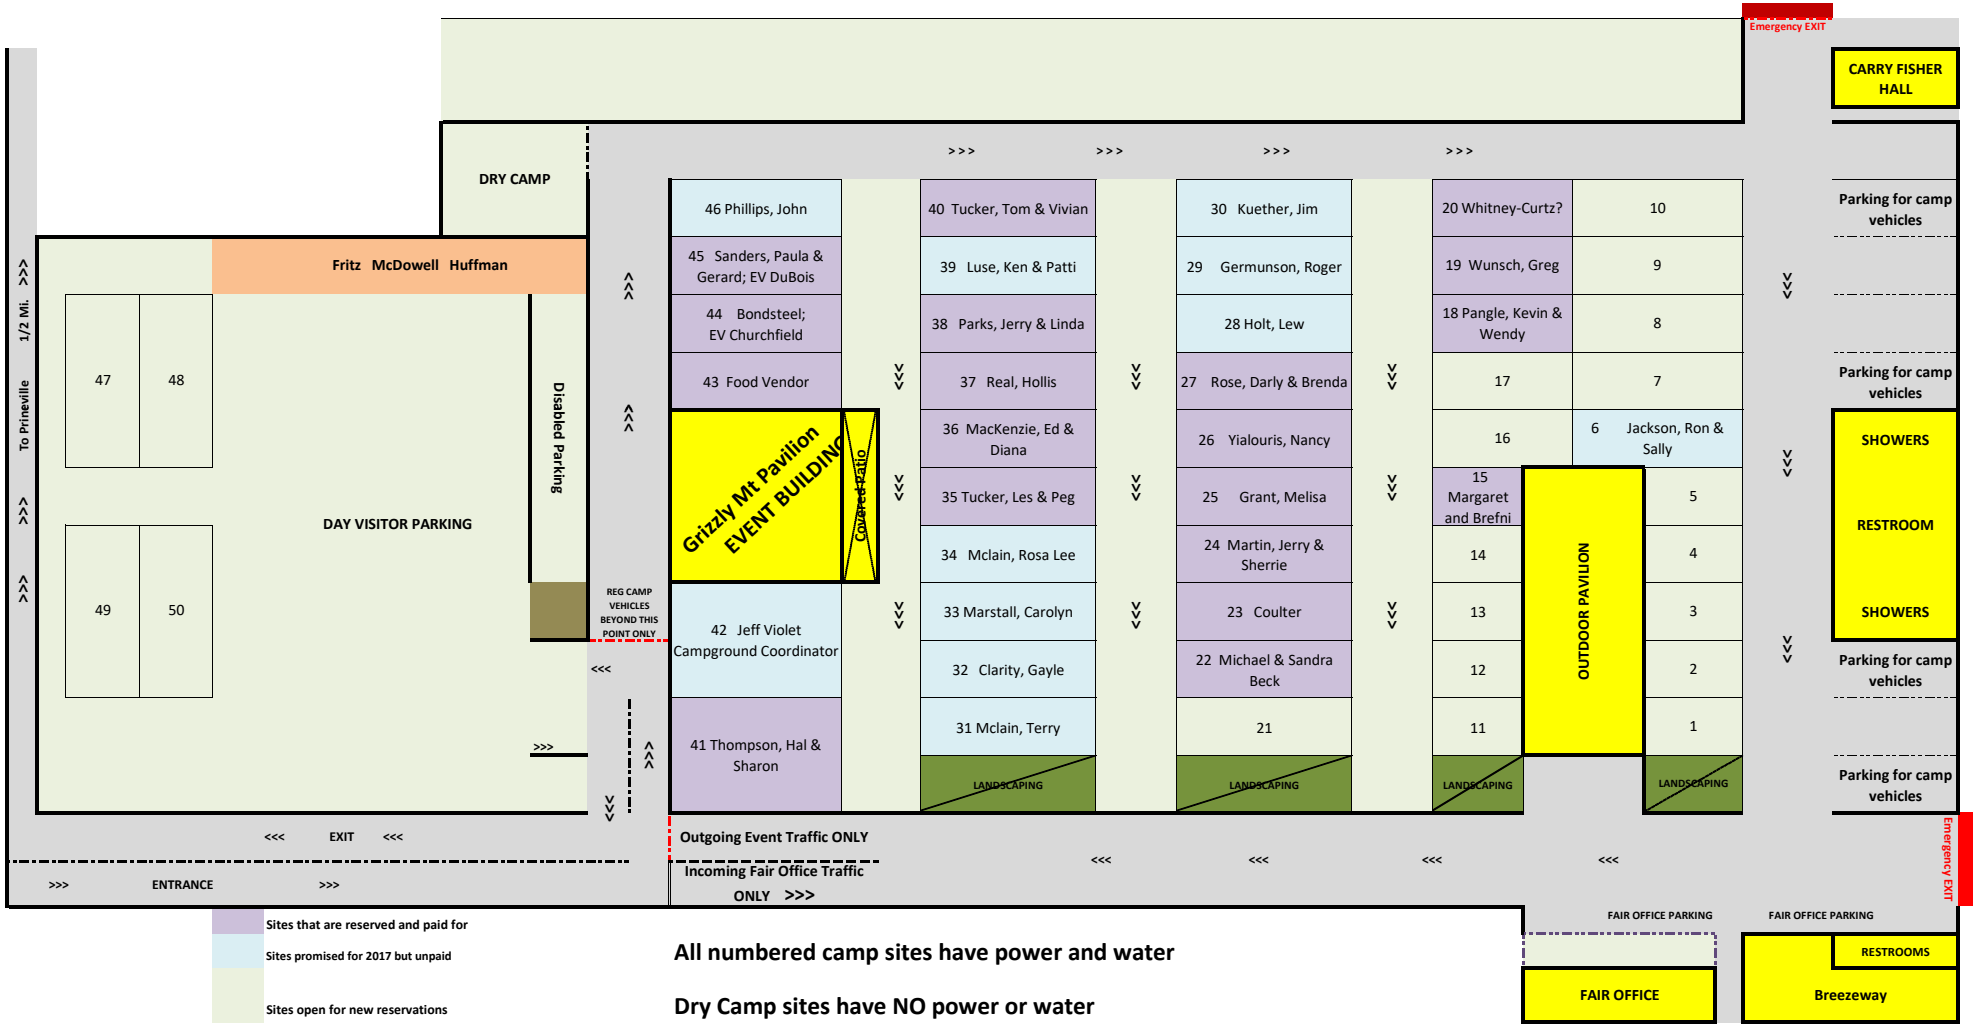 Emergency EXIT
CARRY FISHER
HALL
>>>
>>>
>>>
>>>
DRY CAMP
46 Phillips, John
40 Tucker, Tom & Vivian
30 Kuether, Jim
20 Whitney-Curtz?
10
Parking for camp
vehicles
Fritz McDowell Huffman
45 Sanders, Paula &
Gerard; EV DuBois
39 Luse, Ken & Patti
29 Germunson, Roger
19 Wunsch, Greg
9
>>>
>>>
>>>
44 Bondsteel;
EV Churchfield
38 Parks, Jerry & Linda
28 Holt, Lew
18 Pangle, Kevin &
Wendy
8
To Prineville 1/2 Mi.
47
48
Disabled Parking
>>>
43 Food Vendor
>>>
37 Real, Hollis
>>>
27 Rose, Darly & Brenda
>>>
17
7
Parking for camp
vehicles
Grizzly Mt Pavilion
EVENT BUILDING
Covered Patio
36 MacKenzie, Ed &
Diana
26 Yialouris, Nancy
16
6 Jackson, Ron &
Sally
>>>
SHOWERS
>>>
DAY VISITOR PARKING
>>>
35 Tucker, Les & Peg
>>>
25 Grant, Melisa
>>>
15
Margaret
and Brefni
5
RESTROOM
OUTDOOR PAVILION
34 Mclain, Rosa Lee
24 Martin, Jerry &
Sherrie
14
4
>>>
49
50
REG CAMP
VEHICLES
BEYOND THIS
POINT ONLY
42 Jeff Violet
Campground Coordinator
>>>
33 Marstall, Carolyn
>>>
23 Coulter
>>>
13
3
SHOWERS
<<<
32 Clarity, Gayle
22 Michael & Sandra
Beck
12
2
>>>
Parking for camp
vehicles
>>>
>>>
41 Thompson, Hal &
Sharon
31 Mclain, Terry
21
11
1
LANDSCAPING
LANDSCAPING
LANDSCAPING
LANDSCAPING
Parking for camp
vehicles
>>>
<<< EXIT <<<
Outgoing Event Traffic ONLY
<<<
<<<
<<<
<<<
Emergency EXIT
>>> ENTRANCE >>>
Incoming Fair Office Traffic
ONLY >>>
Sites that are reserved and paid for
FAIR OFFICE PARKING
FAIR OFFICE PARKING
Sites promised for 2017 but unpaid
All numbered camp sites have power and water
RESTROOMS
Sites open for new reservations
Dry Camp sites have NO power or water
FAIR OFFICE
Breezeway